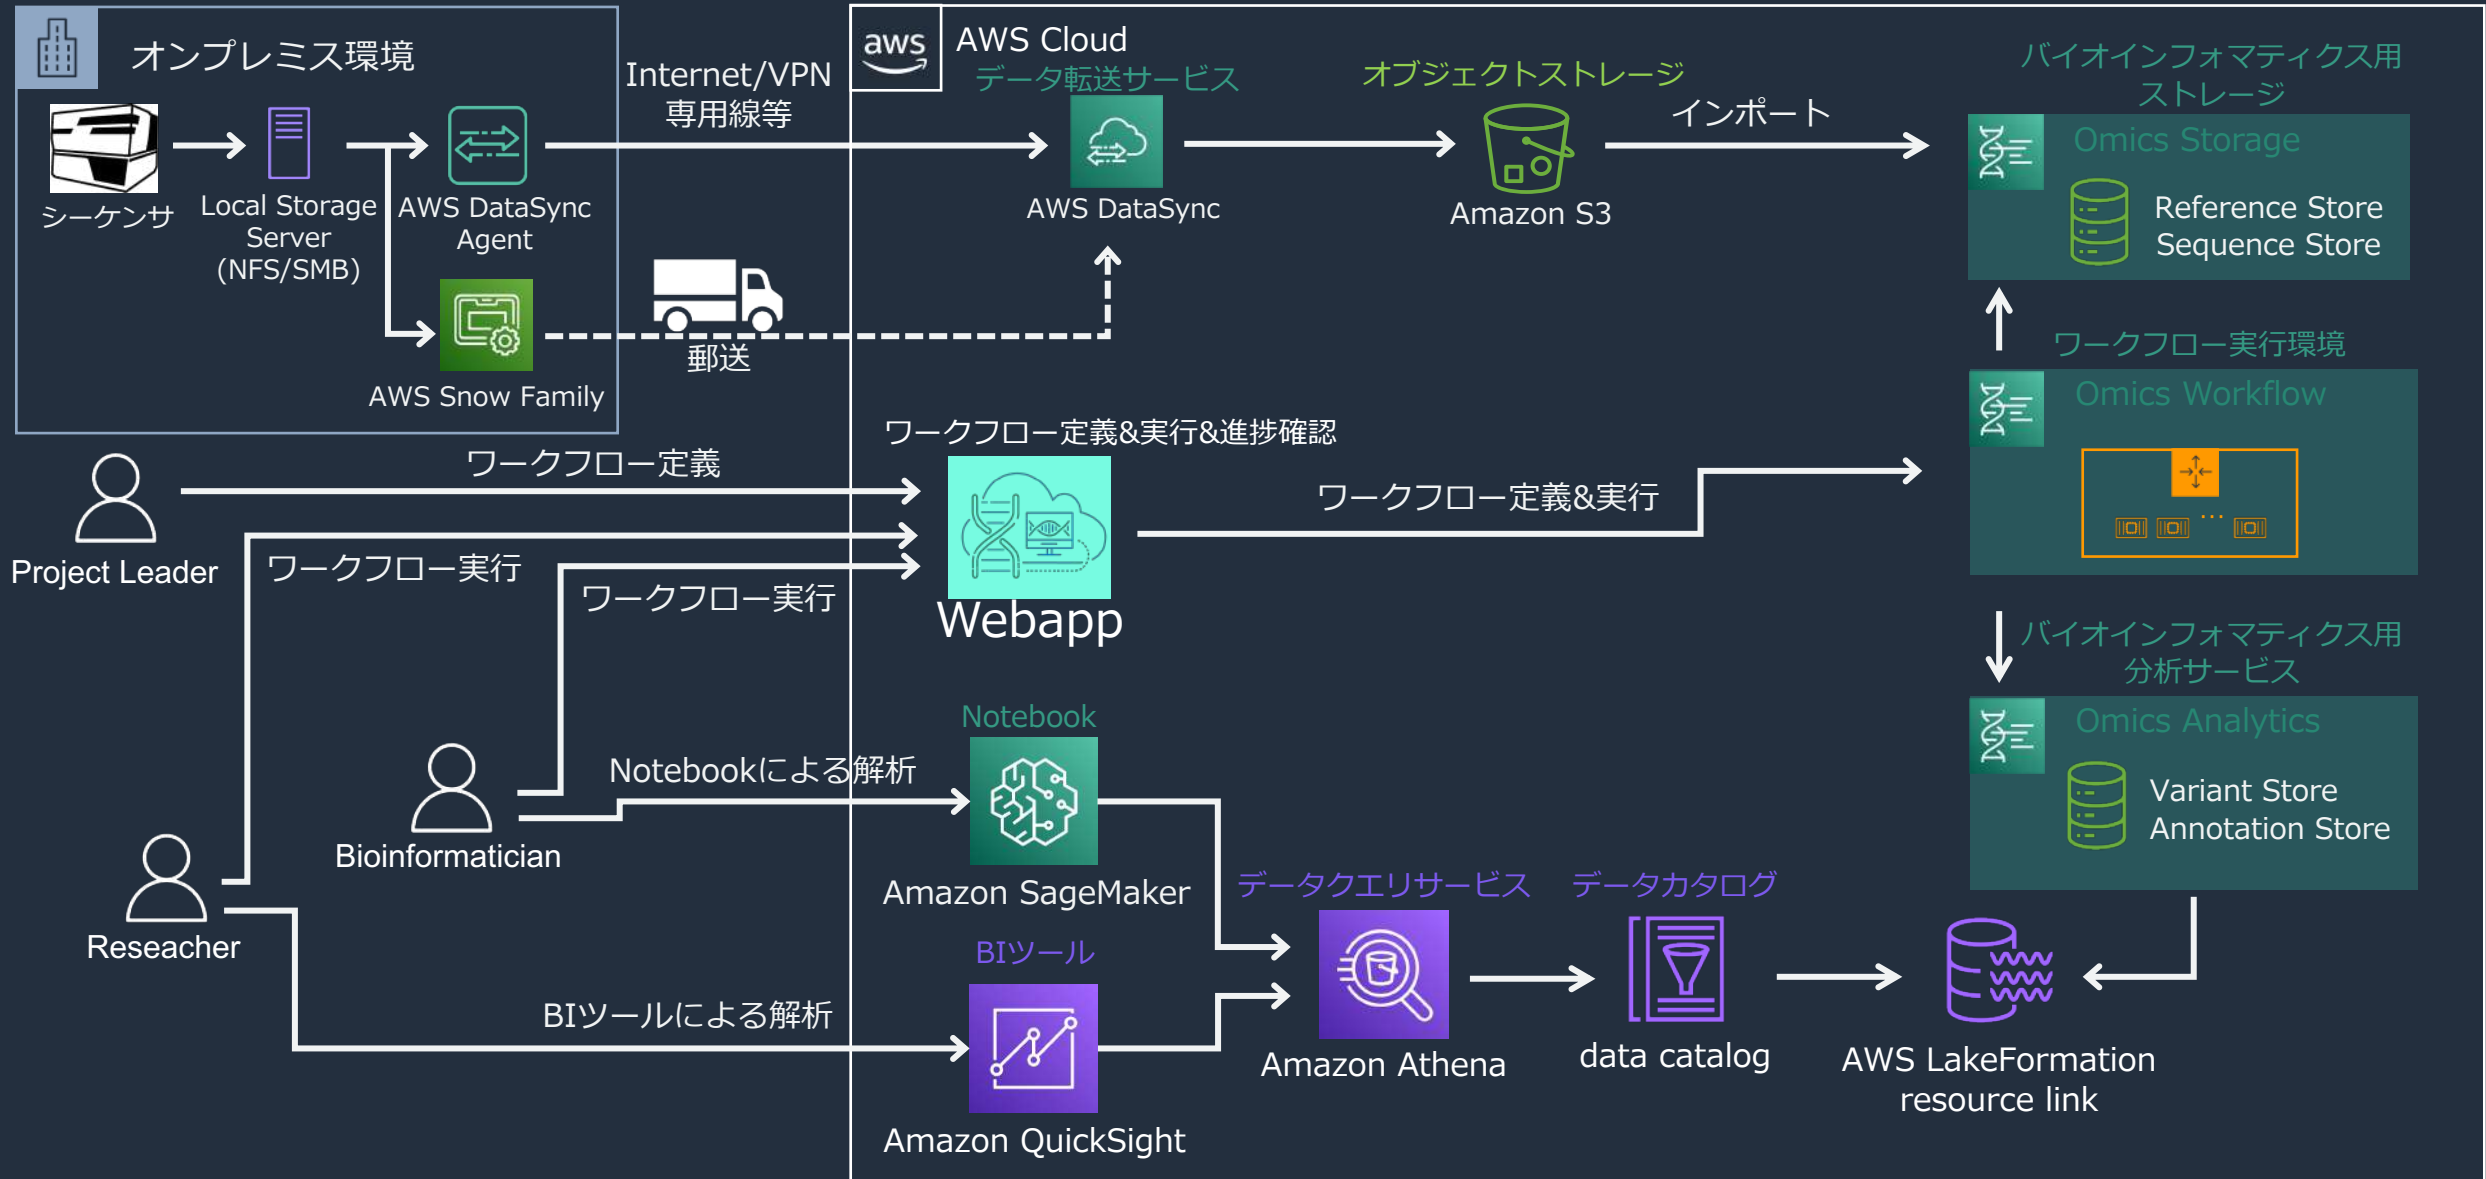 オンプレミス環境
シーケンサ
Local Storage
Server
(NFS/SMB)
AWS DataSync
Agent
AWS Snow Family
Internet/VPN
専用線等
郵送
aws
AWS Cloud
データ転送サービス
AWS DataSync
オブジェクトストレージ
Amazon S3
インポート
バイオインフォマティクス用
ストレージ
Omics Storage
Reference Store
Sequence Store
ワークフロー実行環境
Omics Workflow
...
Project Leader
ワークフロー定義
ワークフロー実行
ワークフロー実行
ワークフロー定義&実行&進捗確認
Webapp
ワークフロー定義&実行
バイオインフォマティクス用
分析サービス
Omics Analytics
Variant Store
Annotation Store
Bioinformatician
Notebookによる解析
Notebook
Amazon SageMaker
Reseacher
BIツールによる解析
BIツール
Amazon QuickSight
データクエリサービス
Amazon Athena
データカタログ
data catalog
AWS LakeFormation
resource link